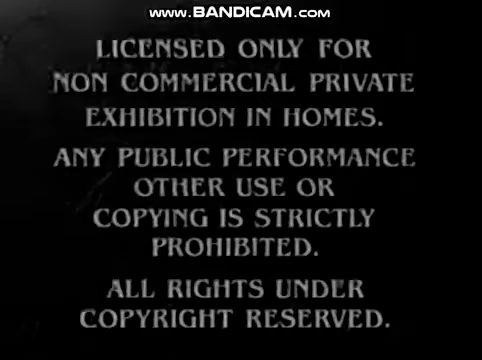 www.BANDICAM.com
LICENSED ONLY FOR
NON COMMERCIAL PRIVATE
EXHIBITION IN HOMES.
ANY PUBLIC PERFORMANCE
OTHER USE OR
COPYING IS STRICTLY
PROHIBITED.
ALL RIGHTS UNDER
COPYRIGHT RESERVED.